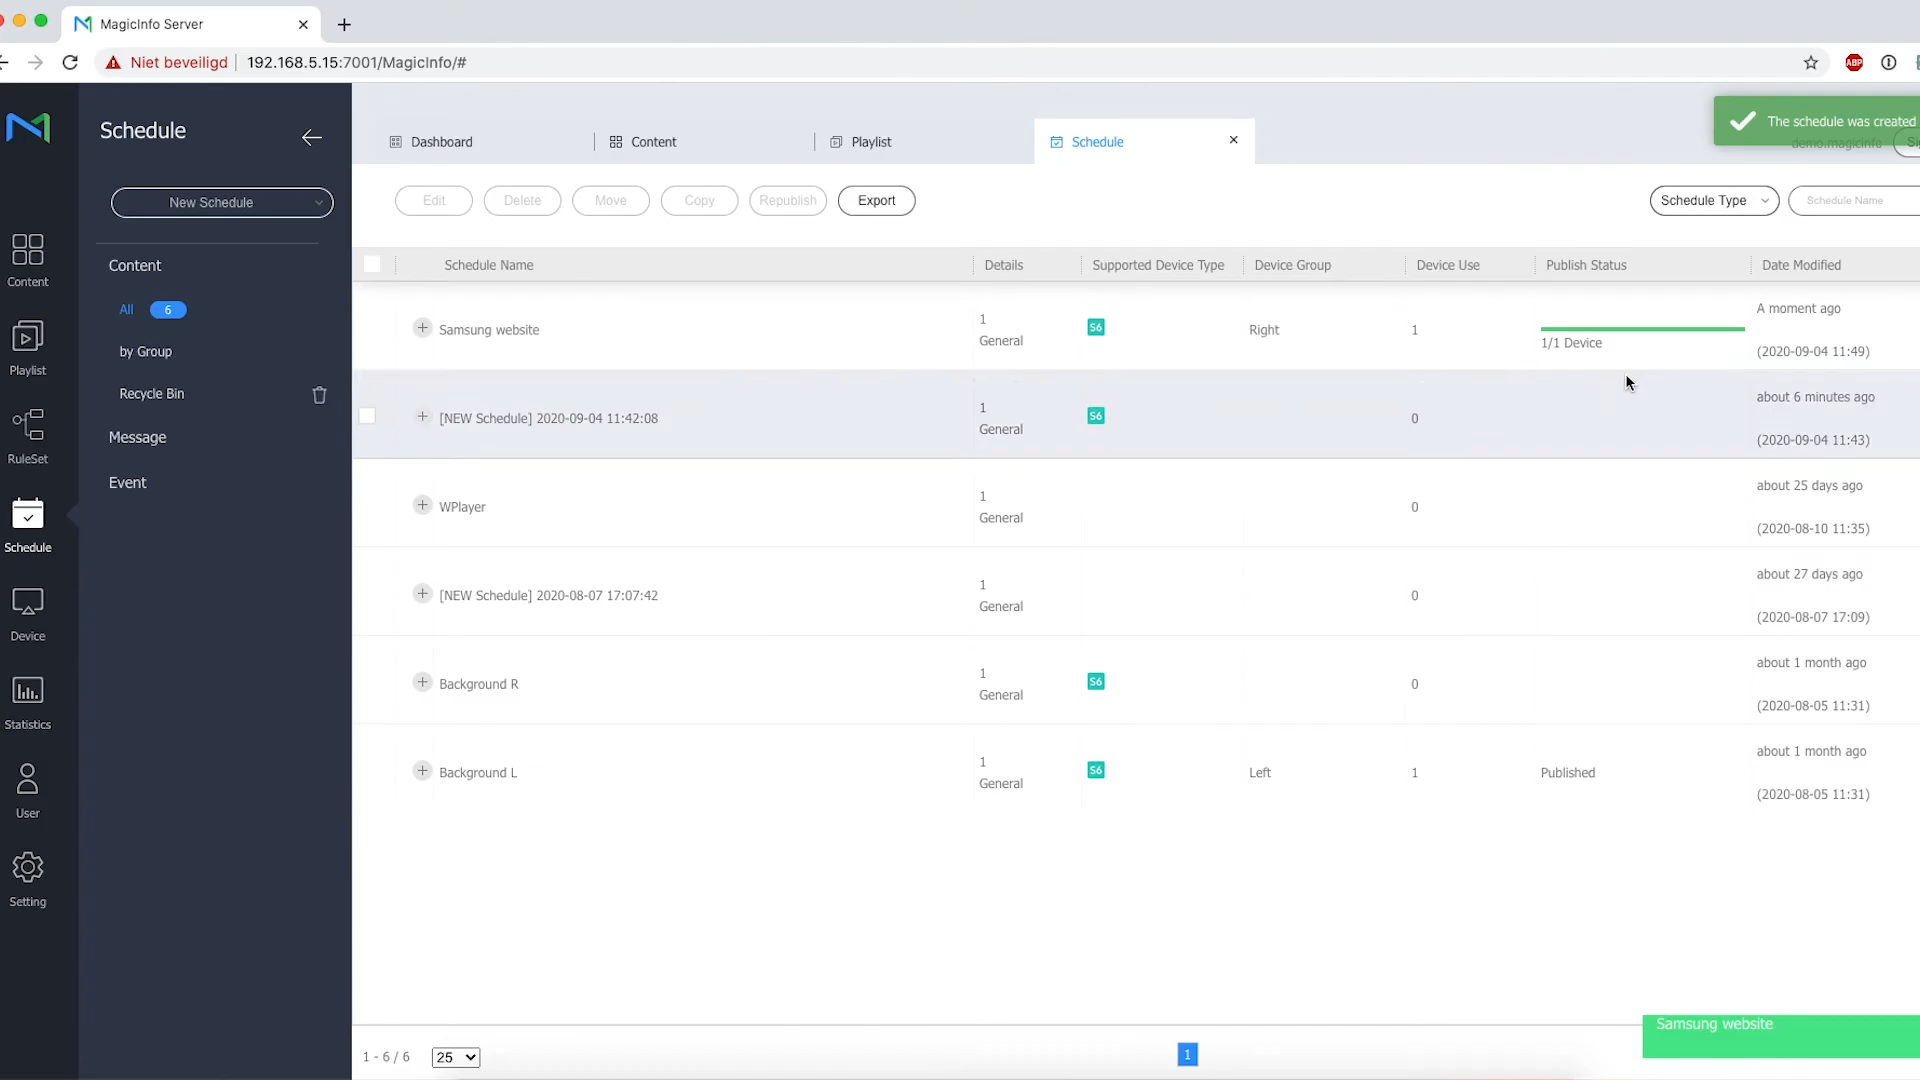 MagicInfo Server
Niet beveiligd
192.168.5.15:7001/MagicInfo/#
ABP
Schedule
New Schedule
Content
All 6
by Group
Recycle Bin
Message
Event
Content
Playlist
RuleSet
Schedule
Device
Statistics
User
Setting
Dashboard
Content
Playlist
Schedule
The schedule was created
demo.magicinfo
Edit
Delete
Move
Copy
Republish
Export
Schedule Type
Schedule Name
Schedule Name Details Supported Device Type Device Group Device Use Publish Status Date Modified
Samsung website 1 General S6 Right 1 1/1 Device A moment ago (2020-09-04 11:49)
[NEW Schedule] 2020-09-04 11:42:08 1 General S6 0 about 6 minutes ago (2020-09-04 11:43)
WPlayer 1 General 0 about 25 days ago (2020-08-10 11:35)
[NEW Schedule] 2020-08-07 17:07:42 1 General 0 about 27 days ago (2020-08-07 17:09)
Background R 1 General S6 0 about 1 month ago (2020-08-05 11:31)
Background L 1 General S6 Left 1 Published about 1 month ago (2020-08-05 11:31)
1 - 6 / 6
25
1
Samsung website